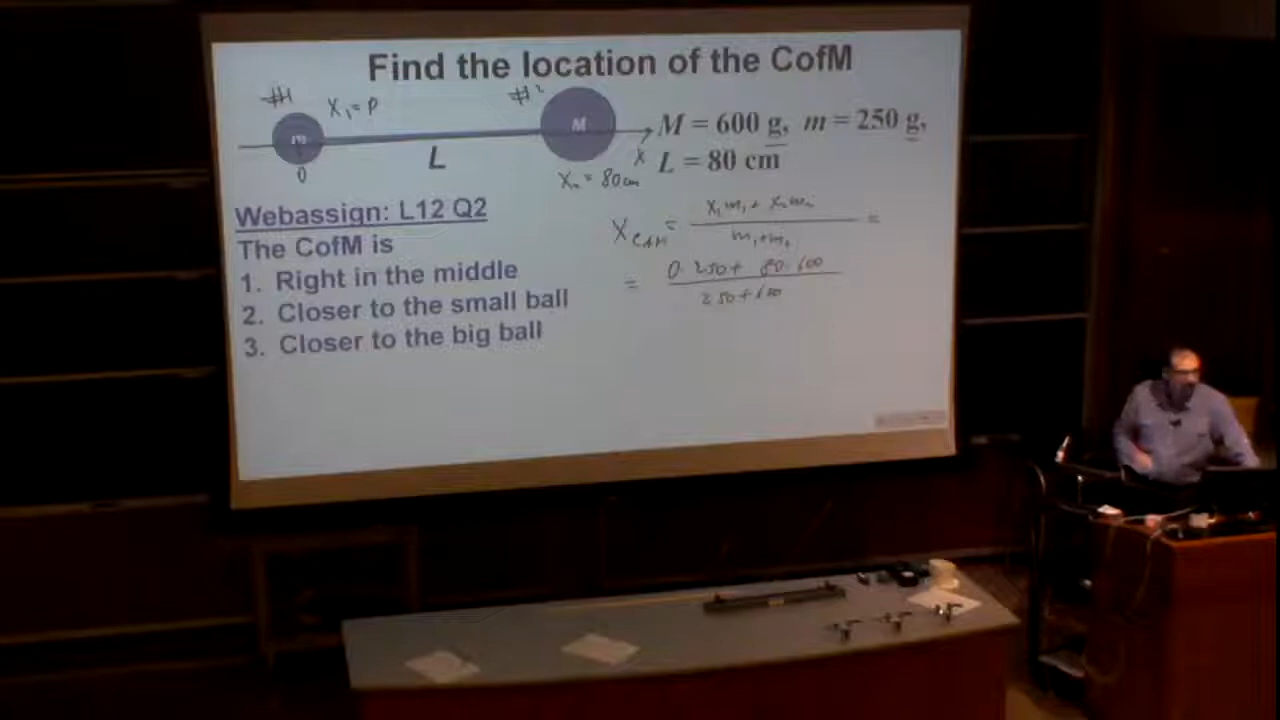 Find the location of the CofM
#1
X₁ = 0
#2
m
M
M = 600 g, m = 250 g,
0
L
X
L = 80 cm
X₂ = 80 cm
Webassign: L12 Q2
X CofM = (x₁m₁ + x₂m₂) / (m₁+m₂) =
The CofM is
= (0·250 + 80·600) / (250+600)
1. Right in the middle
2. Closer to the small ball
3. Closer to the big ball